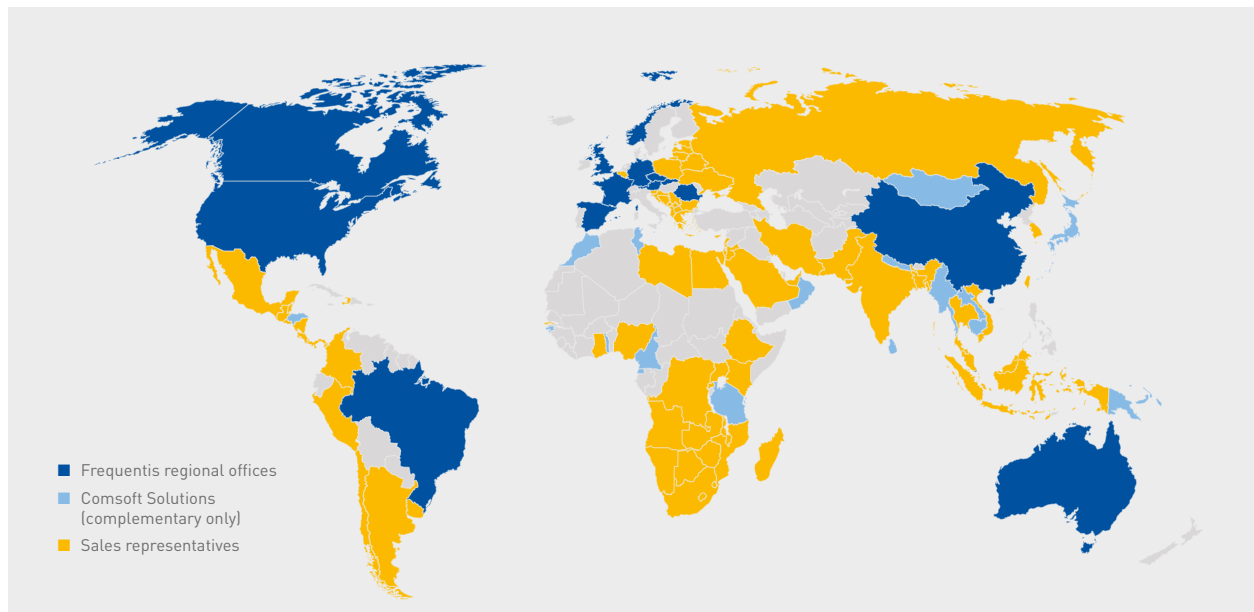 Frequentis regional offices
Comsoft Solutions
(complementary only)
Sales representatives